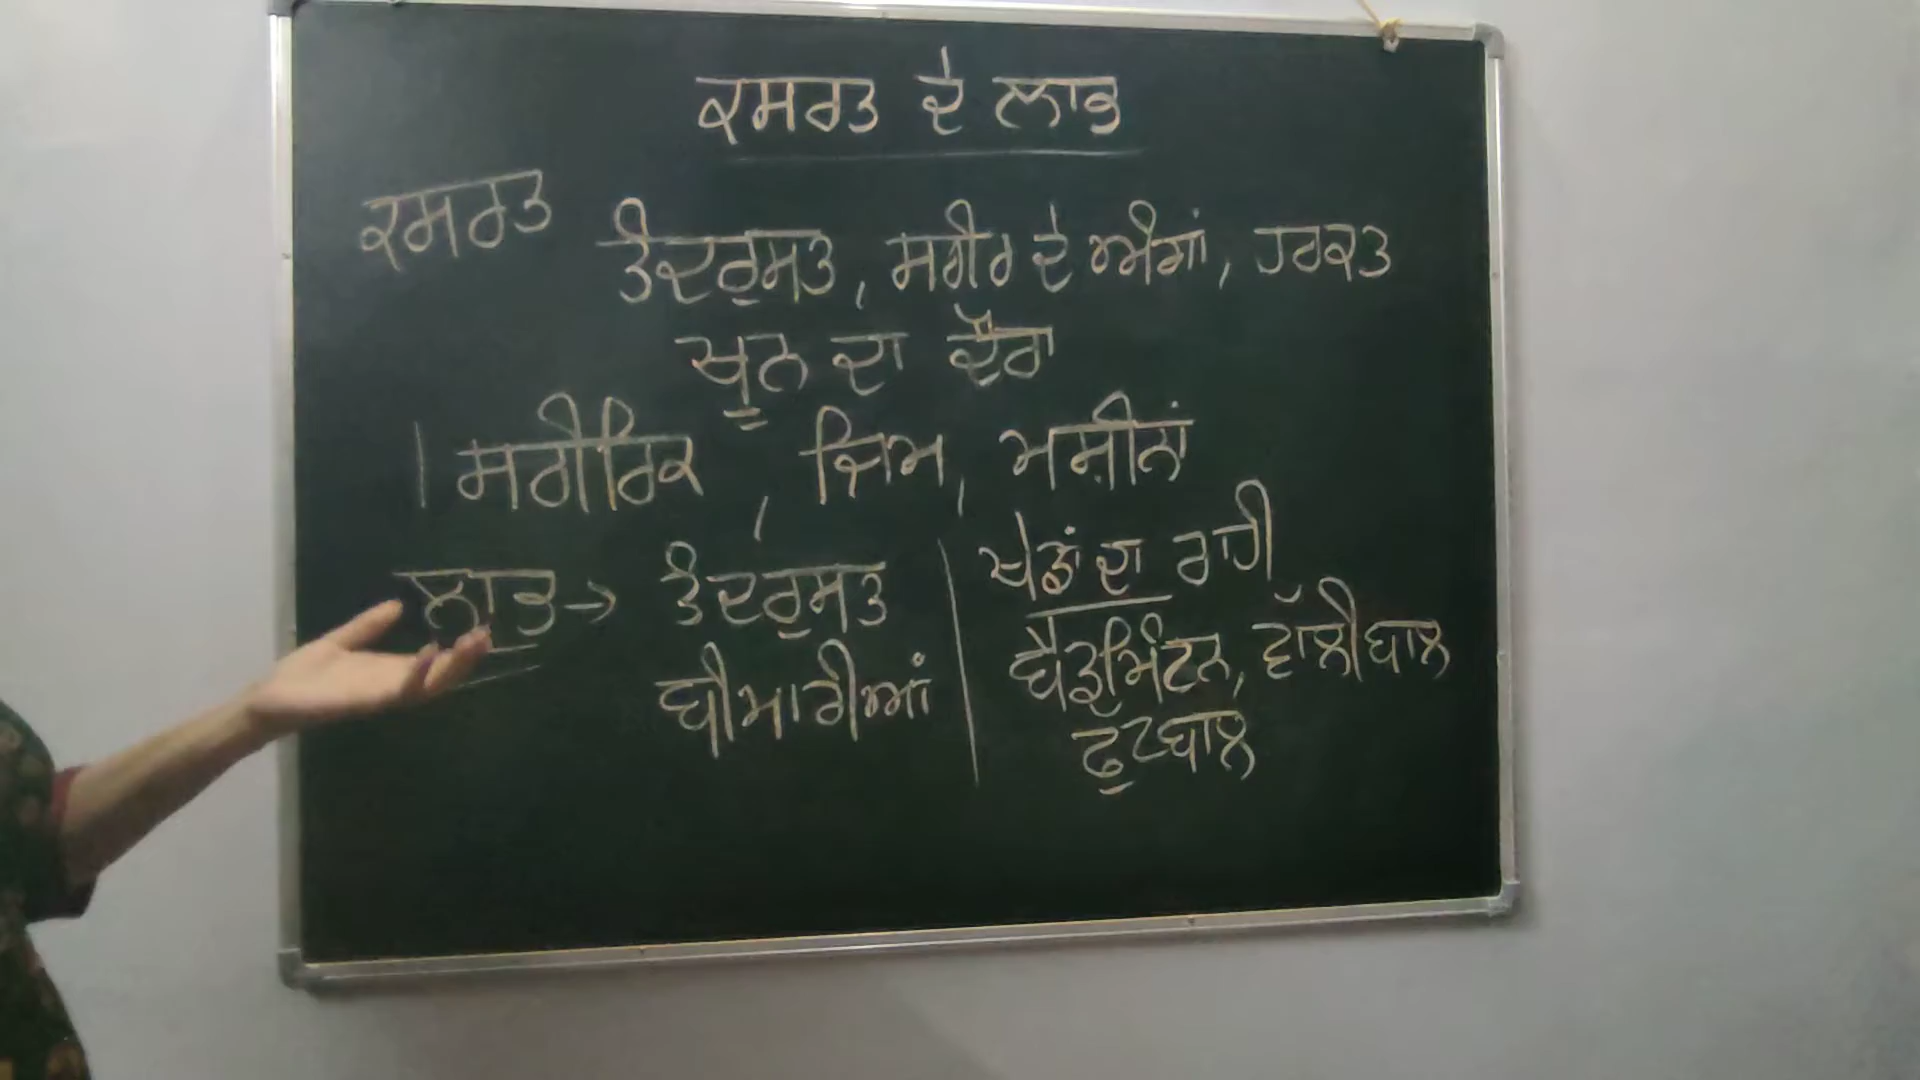 ਕਸਰਤ ਦੇ ਲਾਭ
ਕਸਰਤ
ਤੰਦਰੁਸਤ, ਸਰੀਰ ਦੇ ਅੰਗਾਂ, ਹਰਕਤ
ਖੂਨ ਦਾ ਦੌਰਾ
। ਸਰੀਰਿਕ, ਜਿਮ, ਮਸ਼ੀਨਾਂ
ਲਾਭ → ਤੰਦਰੁਸਤ
ਬੀਮਾਰੀਆਂ
ਖੇਡਾਂ ਦਾ ਰਾਹੀ
ਬੈਡਮਿੰਟਨ, ਵਾੱਲੀਬਾਲ
ਫੁੱਟਬਾਲ